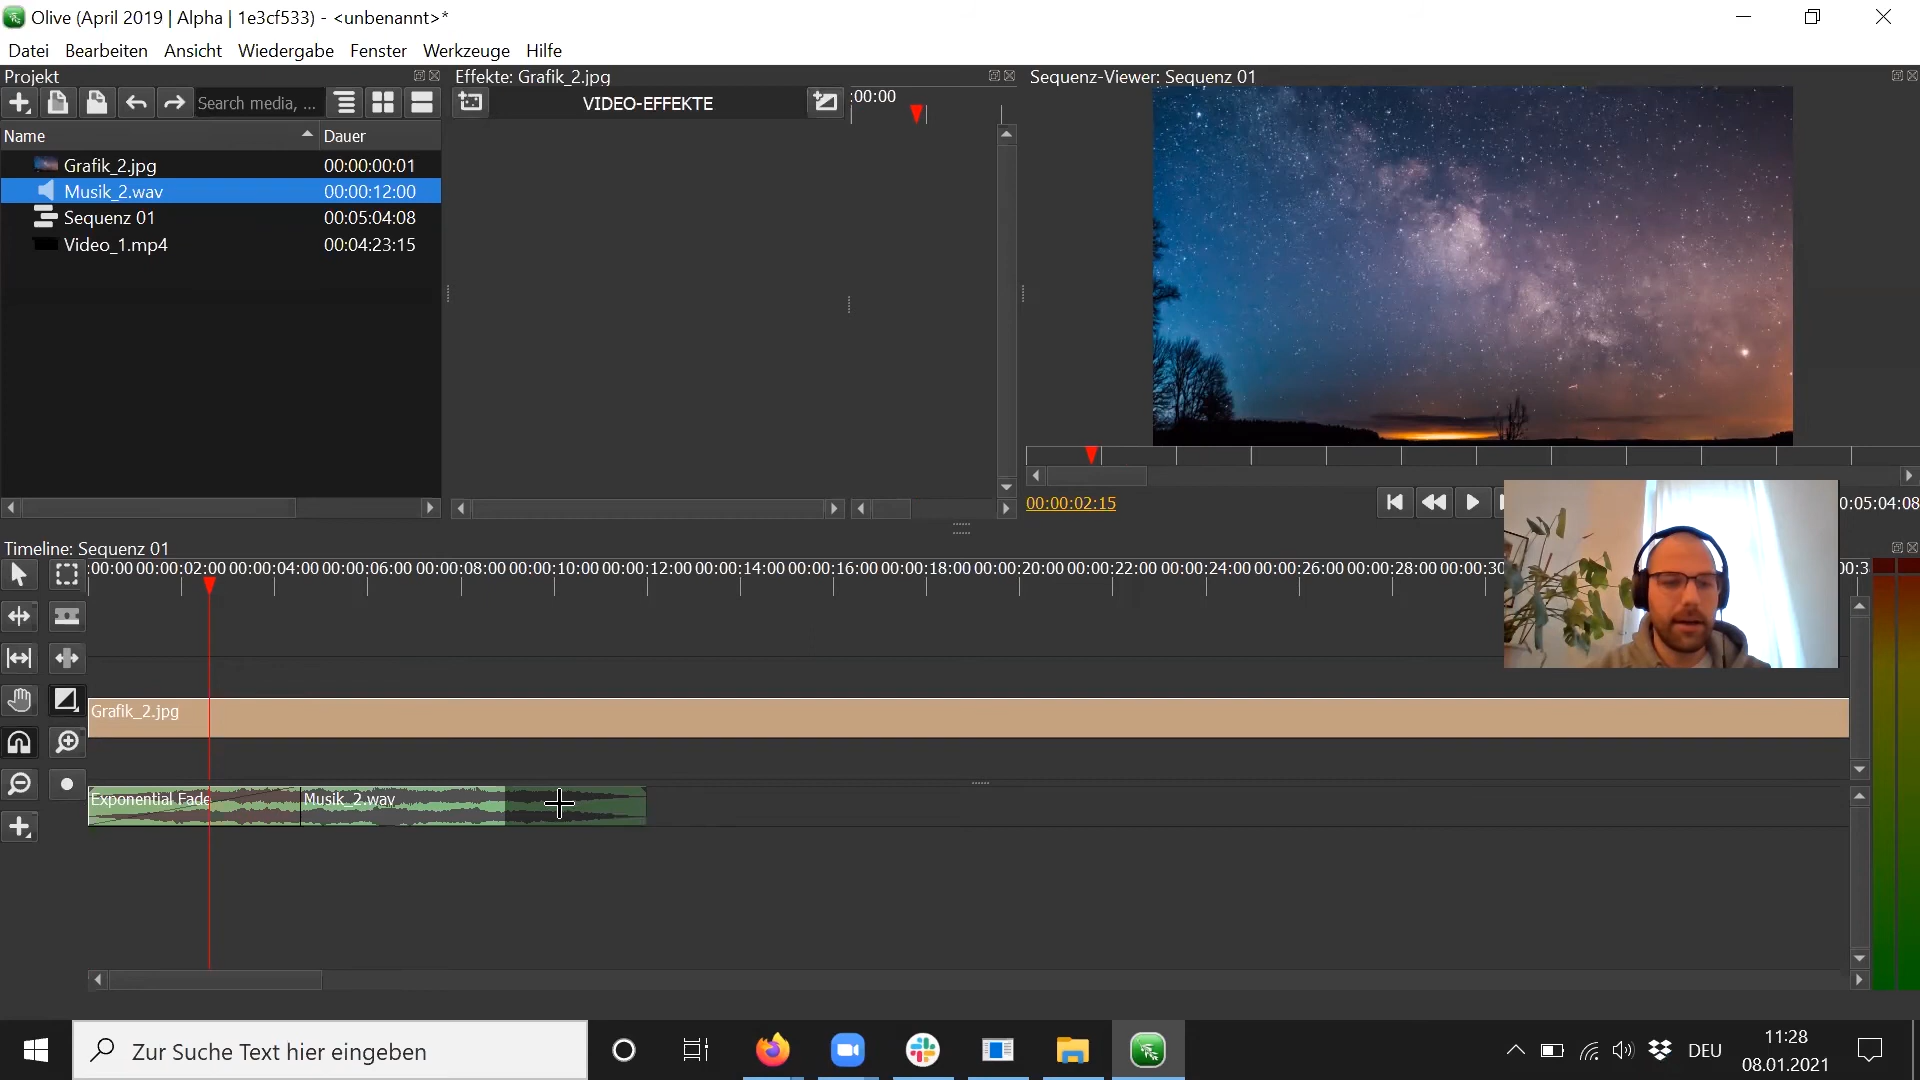 Olive (April 2019 | Alpha | 1e3cf533) - <unbenannt>*
Datei Bearbeiten Ansicht Wiedergabe Fenster Werkzeuge Hilfe
Projekt
Effekte: Grafik_2.jpg
Sequenz-Viewer: Sequenz 01
Search media, ...
VIDEO-EFFEKTE
:00:00
Name Dauer
Grafik_2.jpg 00:00:00:01
Musik_2.wav 00:00:12:00
Sequenz 01 00:05:04:08
Video_1.mp4 00:04:23:15
00:00:02:15
0:05:04:08
Timeline: Sequenz 01
:00:00 00:00:02:00 00:00:04:00 00:00:06:00 00:00:08:00 00:00:10:00 00:00:12:00 00:00:14:00 00:00:16:00 00:00:18:00 00:00:20:00 00:00:22:00 00:00:24:00 00:00:26:00 00:00:28:00 00:00:30 00:3
Grafik_2.jpg
Exponential Fade Musik_2.wav
Zur Suche Text hier eingeben
DEU
11:28
08.01.2021